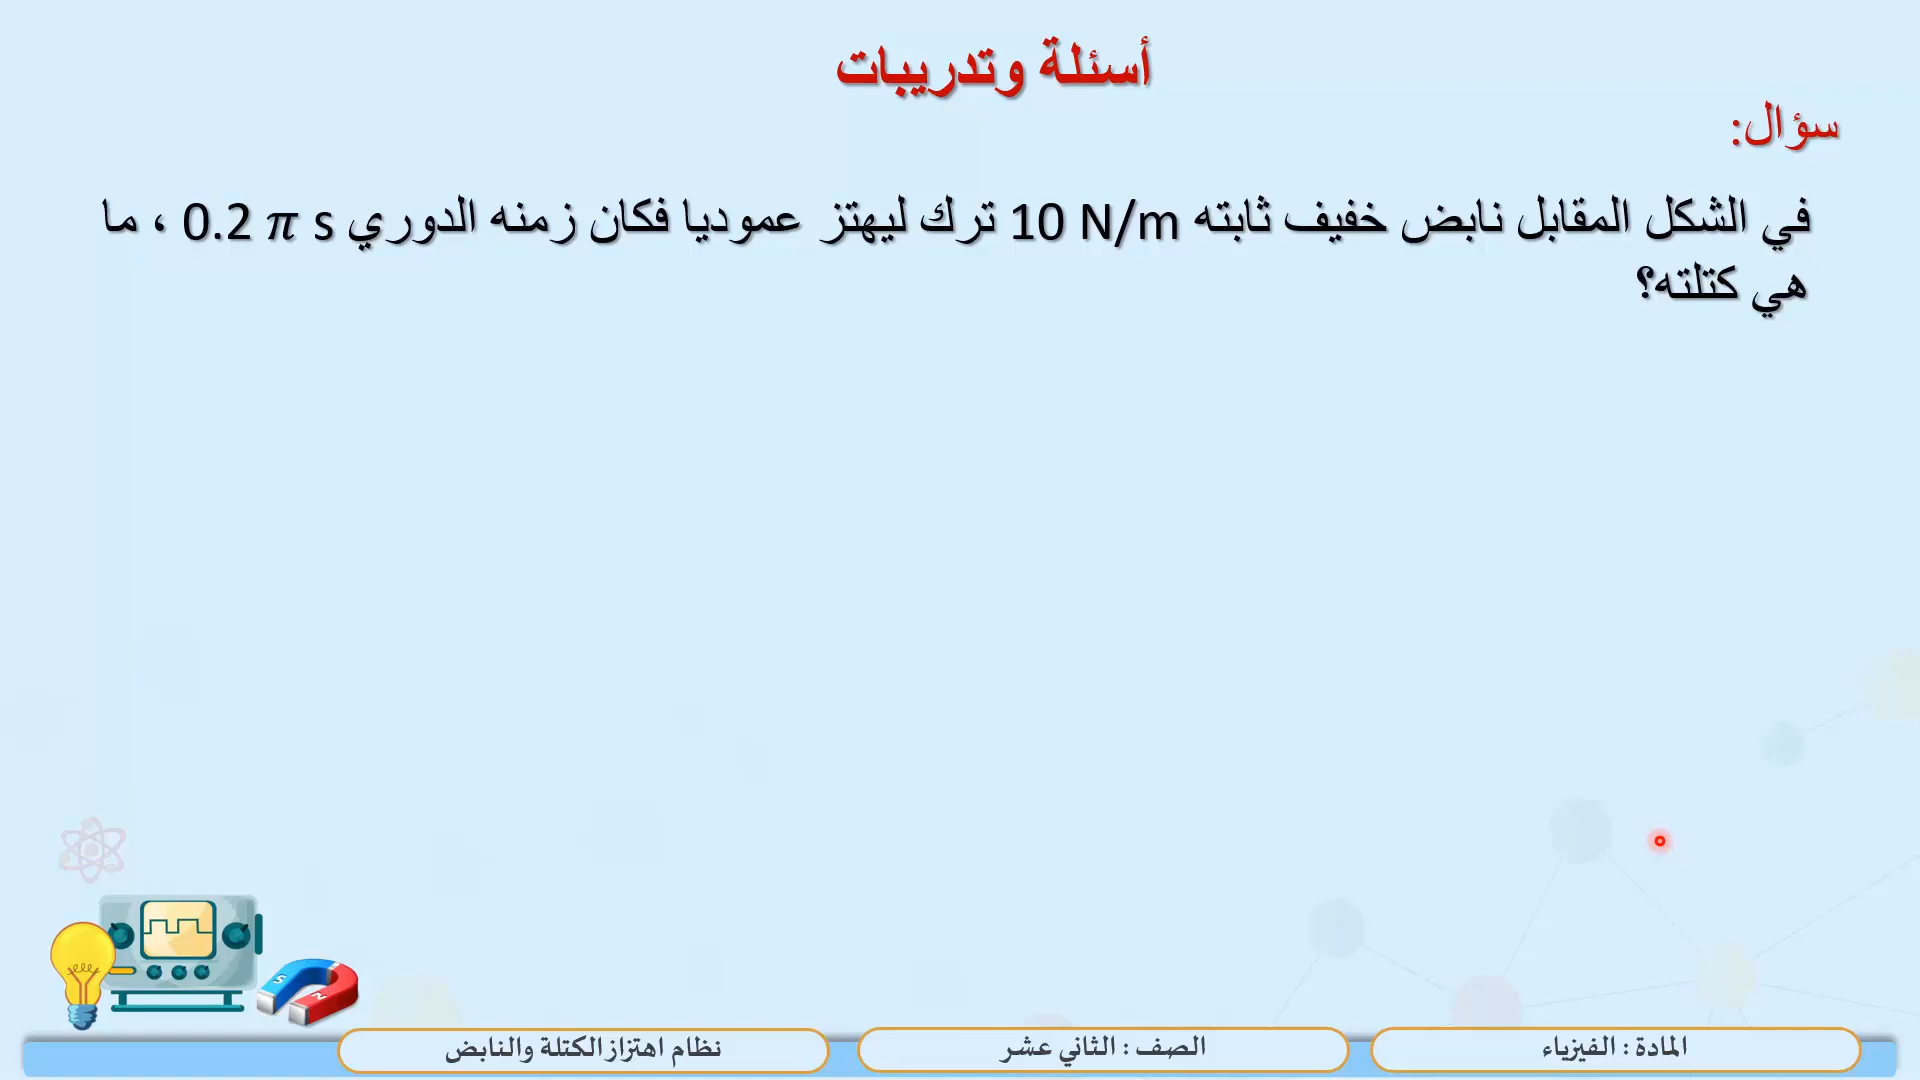 أسئلة وتدريبات
سؤال:
في الشكل المقابل نابض خفيف ثابته 10 N/m ترك ليهتز عموديا فكان زمنه الدوري 0.2 π s ، ما
هي كتلته؟
S
N
المادة : الفيزياء
الصف : الثاني عشر
نظام اهتزاز الكتلة والنابض